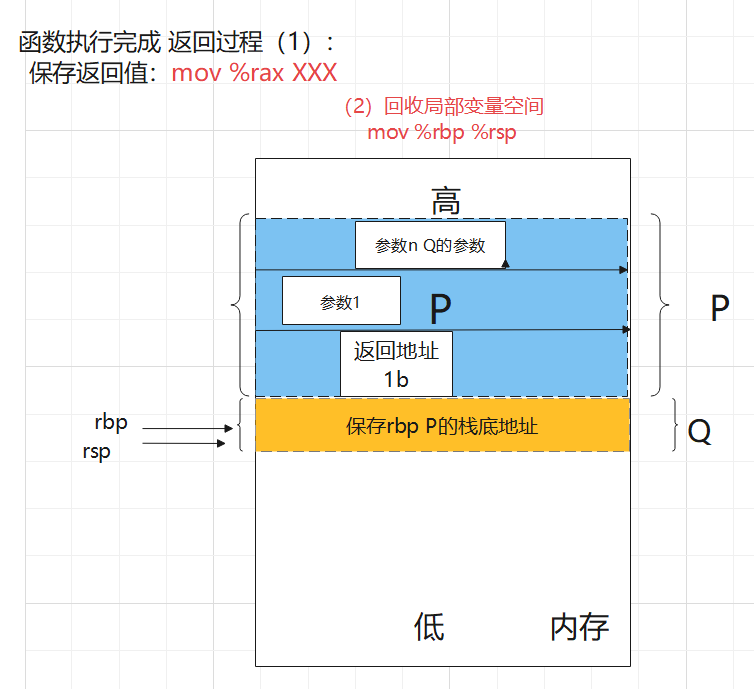 函数执行完成 返回过程（1）：
保存返回值：mov %rax XXX
（2）回收局部变量空间
mov %rbp %rsp
高
参数n Q的参数
参数1
P
P
返回地址
1b
rbp
rsp
保存rbp P的栈底地址
Q
低
内存